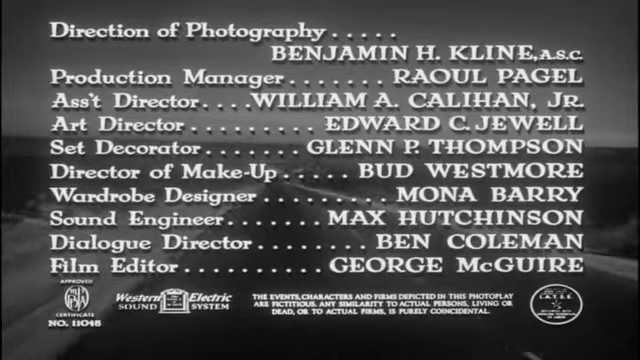 Direction of Photography . . . . .
BENJAMIN H. KLINE, A.S.C.
Production Manager . . . . . . . RAOUL PAGEL
Ass't Director . . . . WILLIAM A. CALIHAN, Jr.
Art Director . . . . . . . . . EDWARD C. JEWELL
Set Decorator . . . . . . . GLENN P. THOMPSON
Director of Make-Up . . . . . BUD WESTMORE
Wardrobe Designer . . . . . . . . MONA BARRY
Sound Engineer . . . . . . . MAX HUTCHINSON
Dialogue Director . . . . . . . . BEN COLEMAN
Film Editor . . . . . . . . . . GEORGE McGUIRE
APPROVED
CERTIFICATE
NO. 11048
Western Electric
SOUND SYSTEM
THE EVENTS, CHARACTERS AND FIRMS DEPICTED IN THIS PHOTOPLAY
ARE FICTITIOUS. ANY SIMILARITY TO ACTUAL PERSONS, LIVING OR
DEAD, OR TO ACTUAL FIRMS, IS PURELY COINCIDENTAL.
I.A.T.S.E.